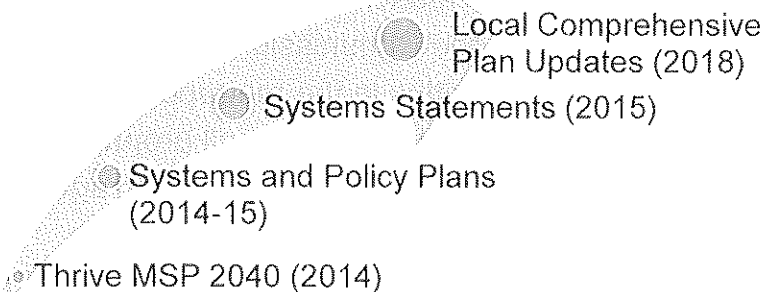 Local Comprehensive
Plan Updates (2018)
Systems Statements (2015)
Systems and Policy Plans
(2014-15)
Thrive MSP 2040 (2014)